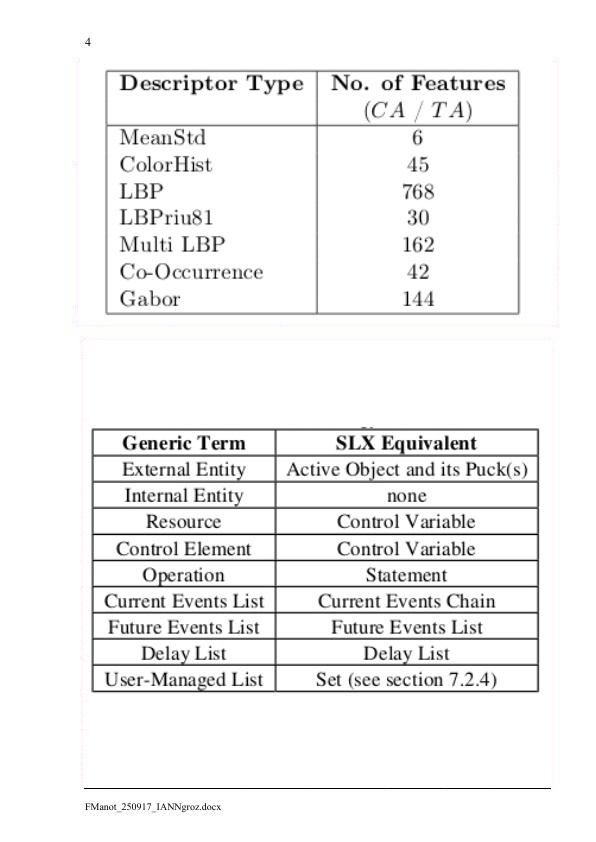 4
Descriptor Type No. of Features
(CA / TA)
MeanStd 6
ColorHist 45
LBP 768
LBPriu81 30
Multi LBP 162
Co-Occurrence 42
Gabor 144
Generic Term SLX Equivalent
External Entity Active Object and its Puck(s)
Internal Entity none
Resource Control Variable
Control Element Control Variable
Operation Statement
Current Events List Current Events Chain
Future Events List Future Events List
Delay List Delay List
User-Managed List Set (see section 7.2.4)
FManot_250917_IANNgroz.docx